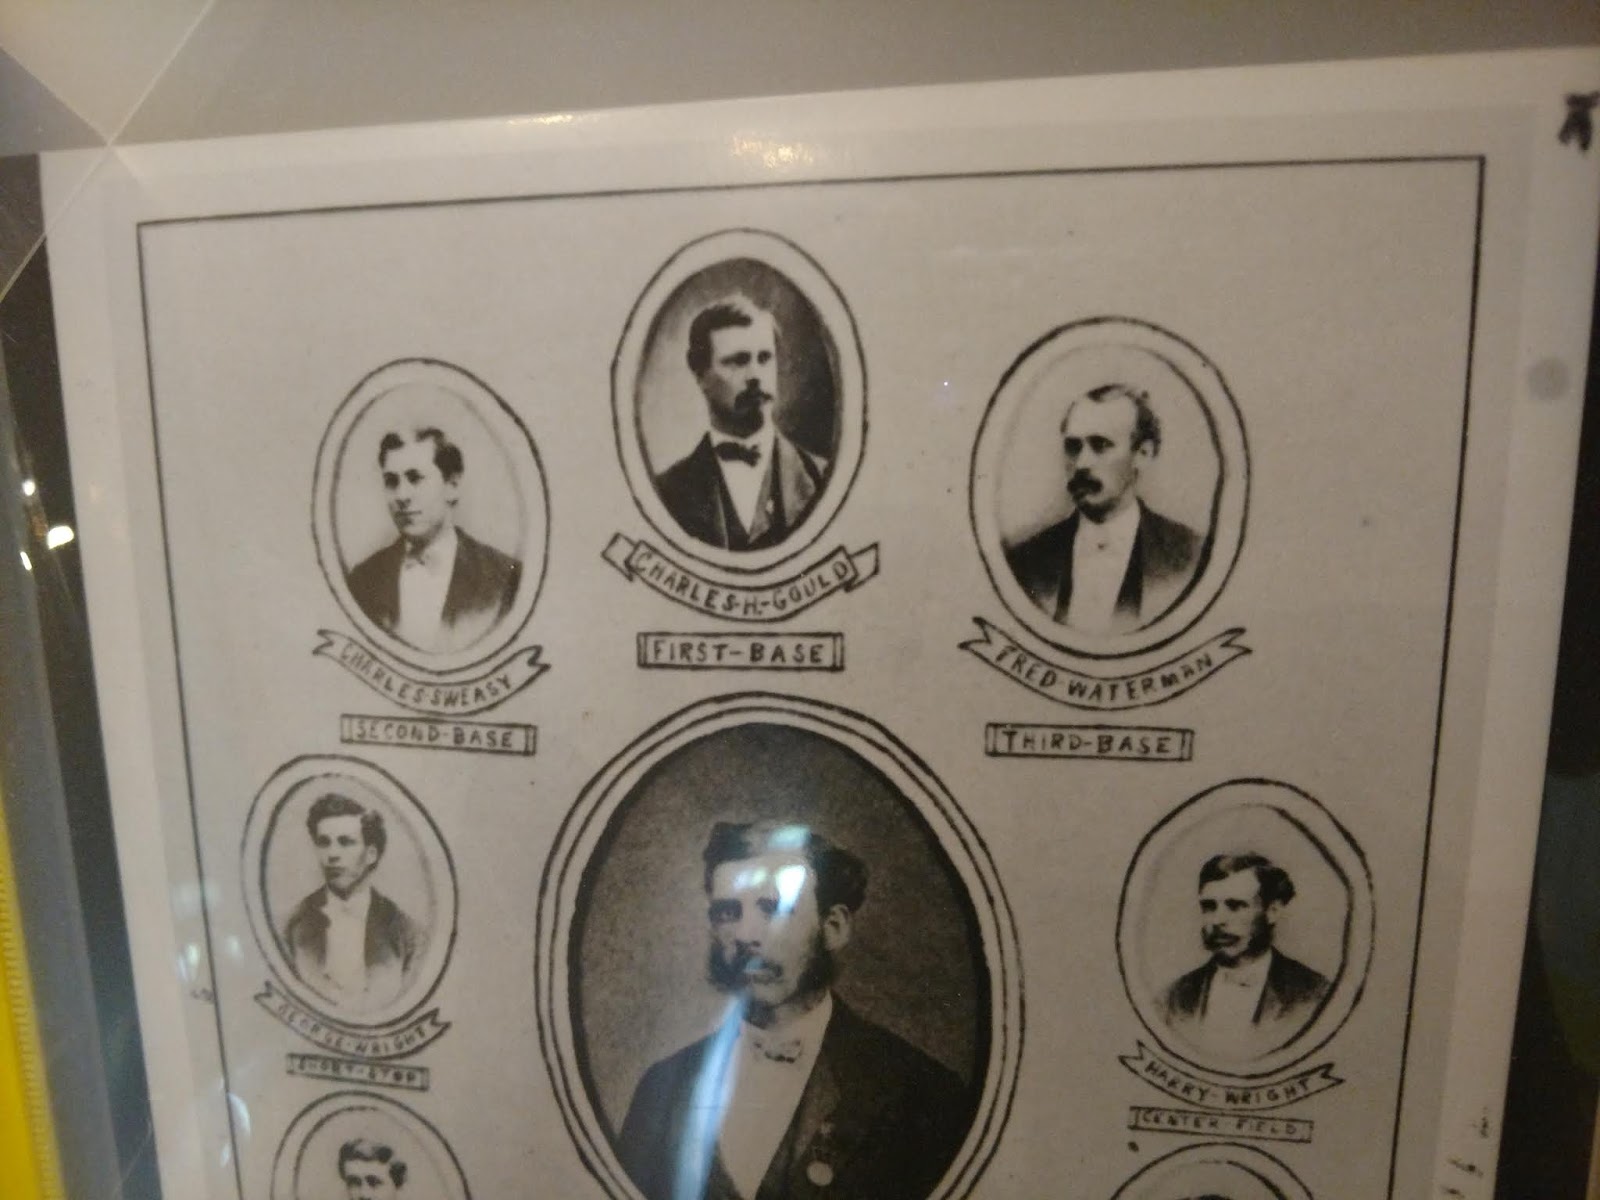 CHARLES-H.-GOULD
FIRST-BASE
CHARLES-SWEASY
SECOND-BASE
FRED-WATERMAN
THIRD-BASE
GEORGE-WRIGHT
SHORT-STOP
HARRY-WRIGHT
CENTER-FIELD